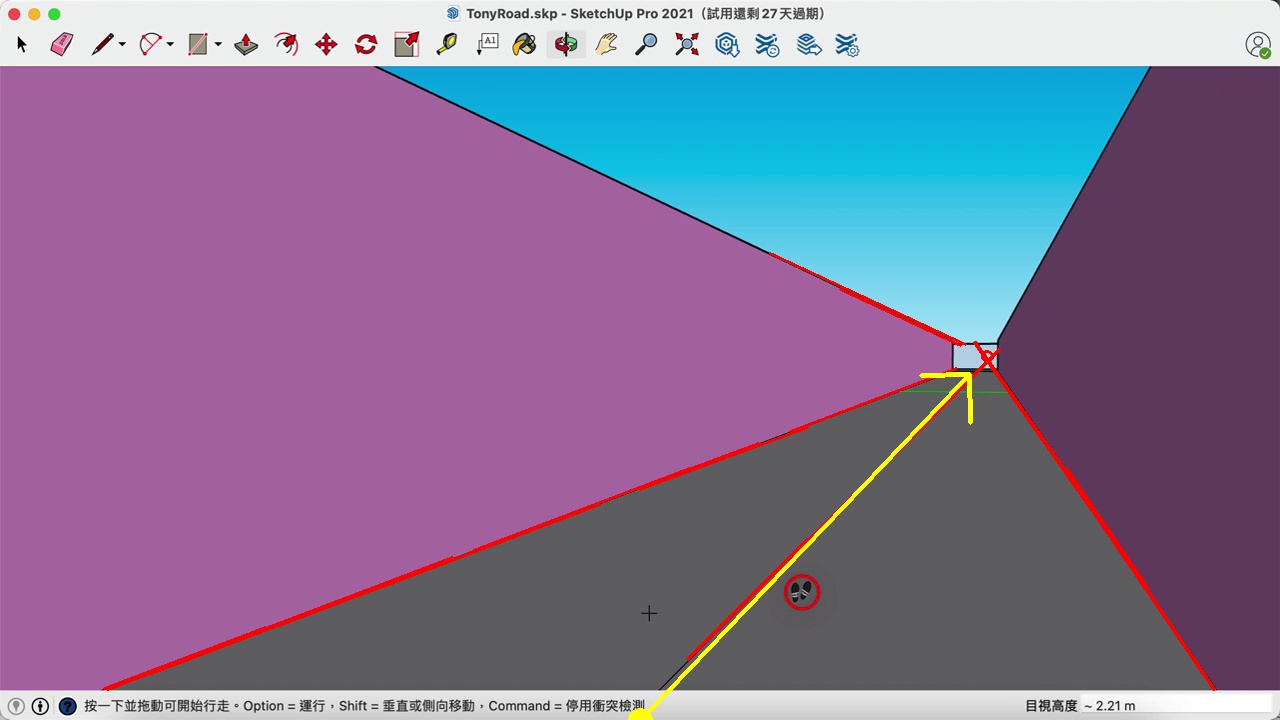 TonyRoad.skp - SketchUp Pro 2021（試用還剩 27 天過期）
A1
按一下並拖動可開始行走。Option = 運行，Shift = 垂直或側向移動，Command = 停用衝突檢測
目視高度 ~ 2.21 m